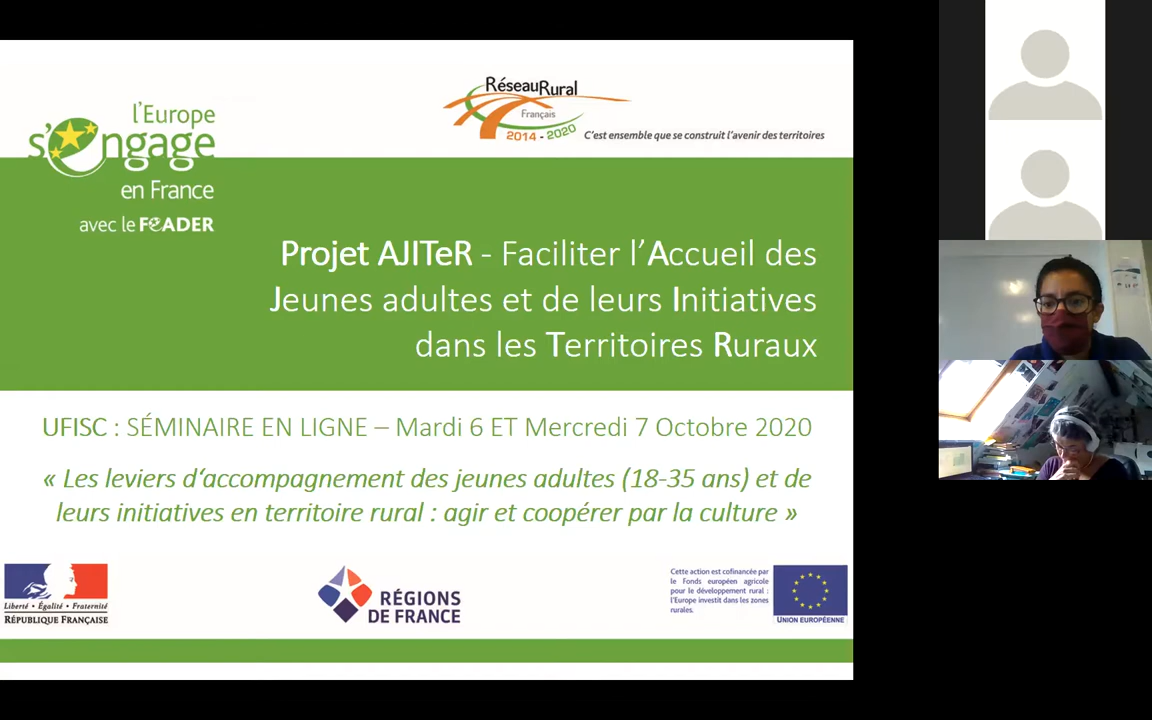 l'Europe
s'engage
en France
avec le FEADER
RéseauRural
Français
2014 - 2020
C'est ensemble que se construit l'avenir des territoires
Projet AJITeR - Faciliter l'Accueil des
Jeunes adultes et de leurs Initiatives
dans les Territoires Ruraux
UFISC : SÉMINAIRE EN LIGNE – Mardi 6 ET Mercredi 7 Octobre 2020
« Les leviers d‘accompagnement des jeunes adultes (18-35 ans) et de
leurs initiatives en territoire rural : agir et coopérer par la culture »
Liberté • Égalité • Fraternité
RÉPUBLIQUE FRANÇAISE
RÉGIONS
DE FRANCE
Cette action est cofinancée par
le Fonds européen agricole
pour le développement rural :
l'Europe investit dans les zones
rurales.
UNION EUROPÉENNE